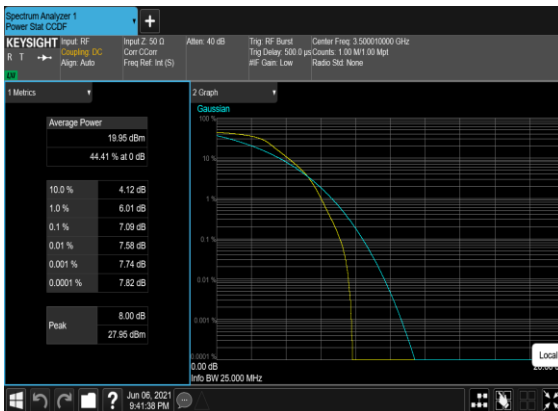 Spectrum Analyzer 1
Power Stat CCDF
KEYSIGHT
R T
LV
Input: RF
Coupling: DC
Align: Auto
Input Z: 50 Ω
Corr CCorr
Freq Ref: Int (S)
Atten: 40 dB
Trig: RF Burst
Trig Delay: 500.0 µs
#IF Gain: Low
Center Freq: 3.500010000 GHz
Counts: 1.00 M/1.00 Mpt
Radio Std: None
1 Metrics
Average Power
19.95 dBm
44.41 % at 0 dB
10.0 % 4.12 dB
1.0 % 6.01 dB
0.1 % 7.09 dB
0.01 % 7.58 dB
0.001 % 7.74 dB
0.0001 % 7.82 dB
Peak
8.00 dB
27.95 dBm
2 Graph
Gaussian
100 %
10 %
1 %
0.1 %
0.01 %
0.001 %
0.0001 %
0.00 dB
Info BW 25.000 MHz
Local
Jun 06, 2021
9:41:38 PM